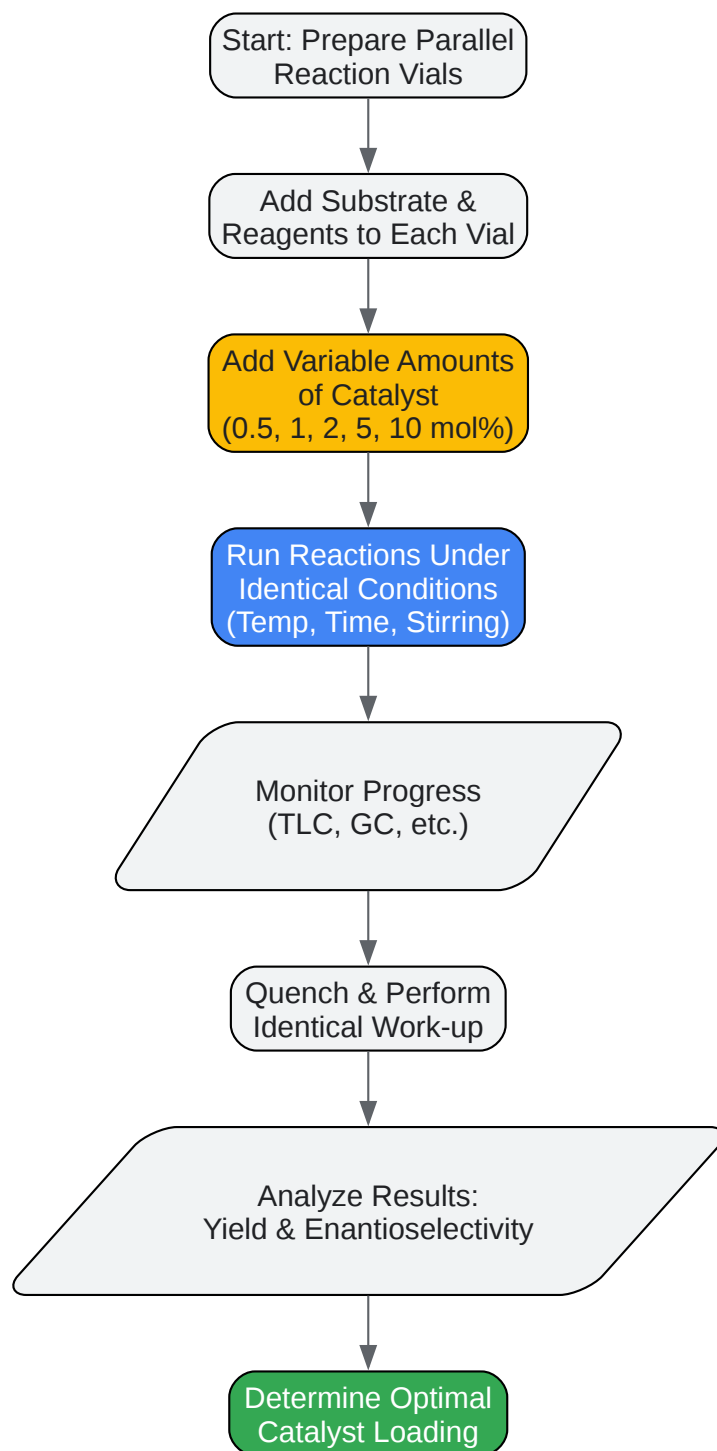 Start: Prepare Parallel
Reaction Vials
Add Substrate &
Reagents to Each Vial
Add Variable Amounts
of Catalyst
(0.5, 1, 2, 5, 10 mol%)
Run Reactions Under
Identical Conditions
(Temp, Time, Stirring)
Monitor Progress
(TLC, GC, etc.)
Quench & Perform
Identical Work-up
Analyze Results:
Yield & Enantioselectivity
Determine Optimal
Catalyst Loading